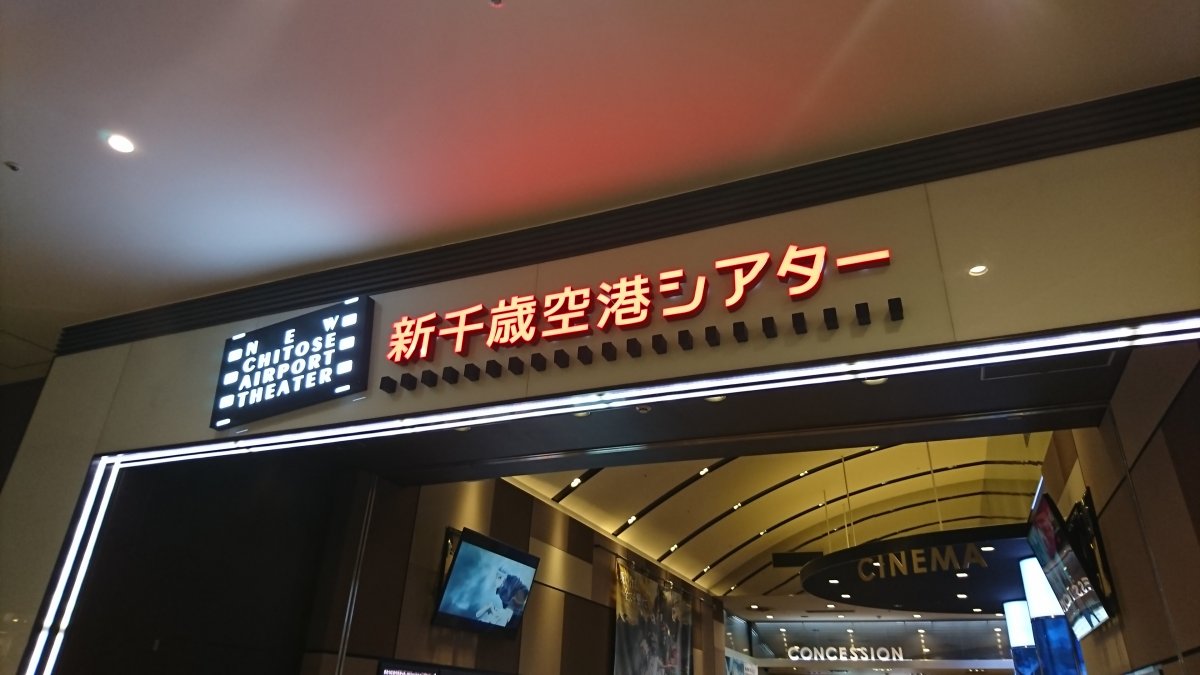 NEW
CHITOSE
AIRPORT
THEATER
新千歳空港シアター
CINEMA
CONCESSION